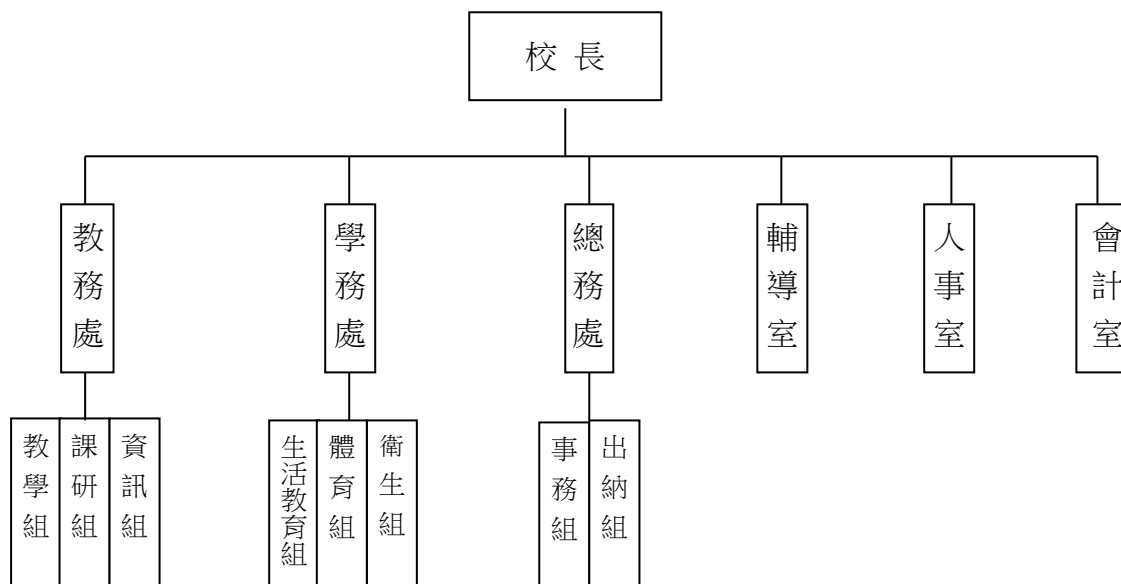 校長
教務處
學務處
總務處
輔導室
人事室
會計室
教學組
課研組
資訊組
生活教育組
體育組
衛生組
事務組
出納組